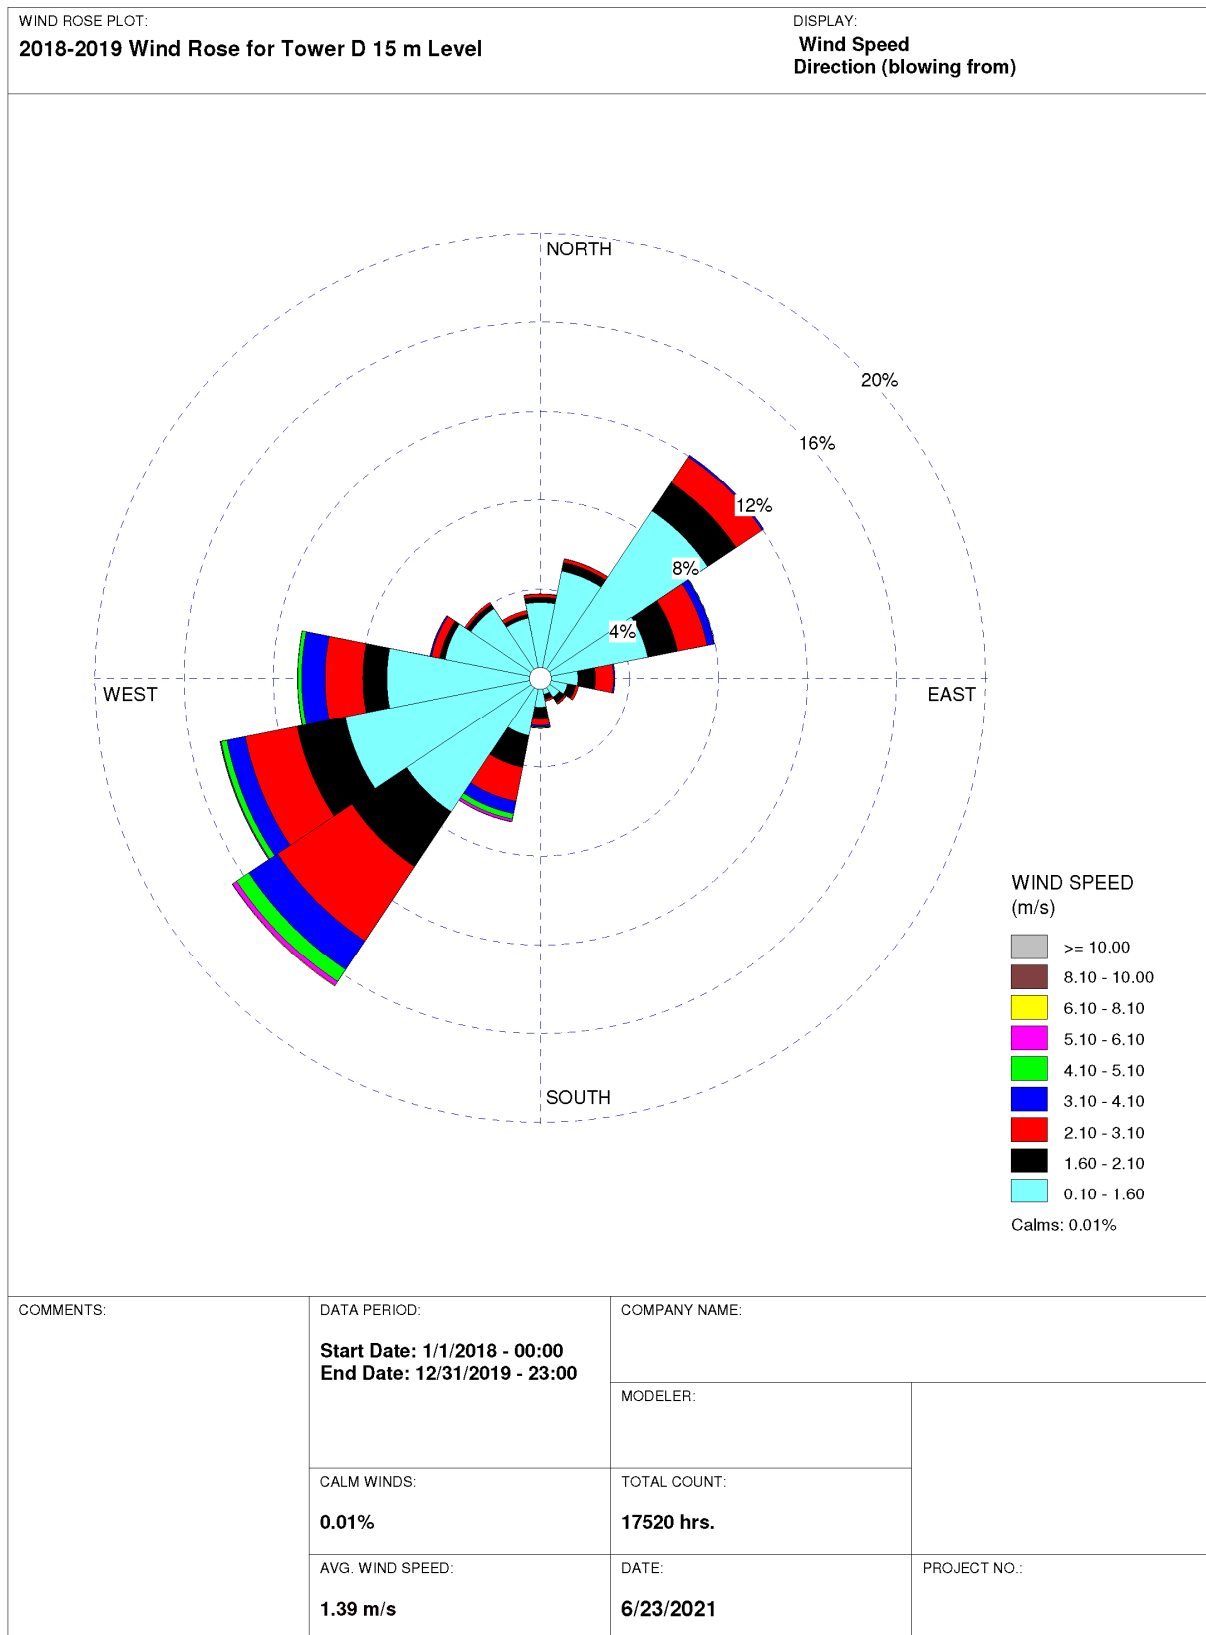 WIND ROSE PLOT:
2018-2019 Wind Rose for Tower D 15 m Level
DISPLAY:
Wind Speed
Direction (blowing from)
NORTH
20%
16%
12%
8%
4%
WEST
EAST
SOUTH
WIND SPEED
(m/s)
>= 10.00
8.10 - 10.00
6.10 - 8.10
5.10 - 6.10
4.10 - 5.10
3.10 - 4.10
2.10 - 3.10
1.60 - 2.10
0.10 - 1.60
Calms: 0.01%
COMMENTS:
DATA PERIOD:
Start Date: 1/1/2018 - 00:00
End Date: 12/31/2019 - 23:00
COMPANY NAME:
MODELER:
CALM WINDS:
0.01%
TOTAL COUNT:
17520 hrs.
AVG. WIND SPEED:
1.39 m/s
DATE:
6/23/2021
PROJECT NO.: